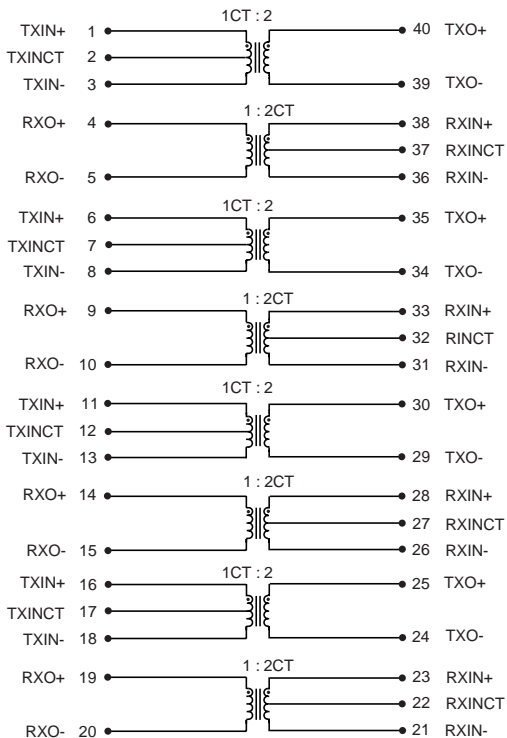 1CT : 2
TXIN+ 1 40 TXO+
TXINCT 2
TXIN- 3 39 TXO-
1 : 2CT
RXO+ 4 38 RXIN+
37 RXINCT
RXO- 5 36 RXIN-
1CT : 2
TXIN+ 6 35 TXO+
TXINCT 7
TXIN- 8 34 TXO-
1 : 2CT
RXO+ 9 33 RXIN+
32 RINCT
RXO- 10 31 RXIN-
1CT : 2
TXIN+ 11 30 TXO+
TXINCT 12
TXIN- 13 29 TXO-
1 : 2CT
RXO+ 14 28 RXIN+
27 RXINCT
RXO- 15 26 RXIN-
1CT : 2
TXIN+ 16 25 TXO+
TXINCT 17
TXIN- 18 24 TXO-
1 : 2CT
RXO+ 19 23 RXIN+
22 RXINCT
RXO- 20 21 RXIN-